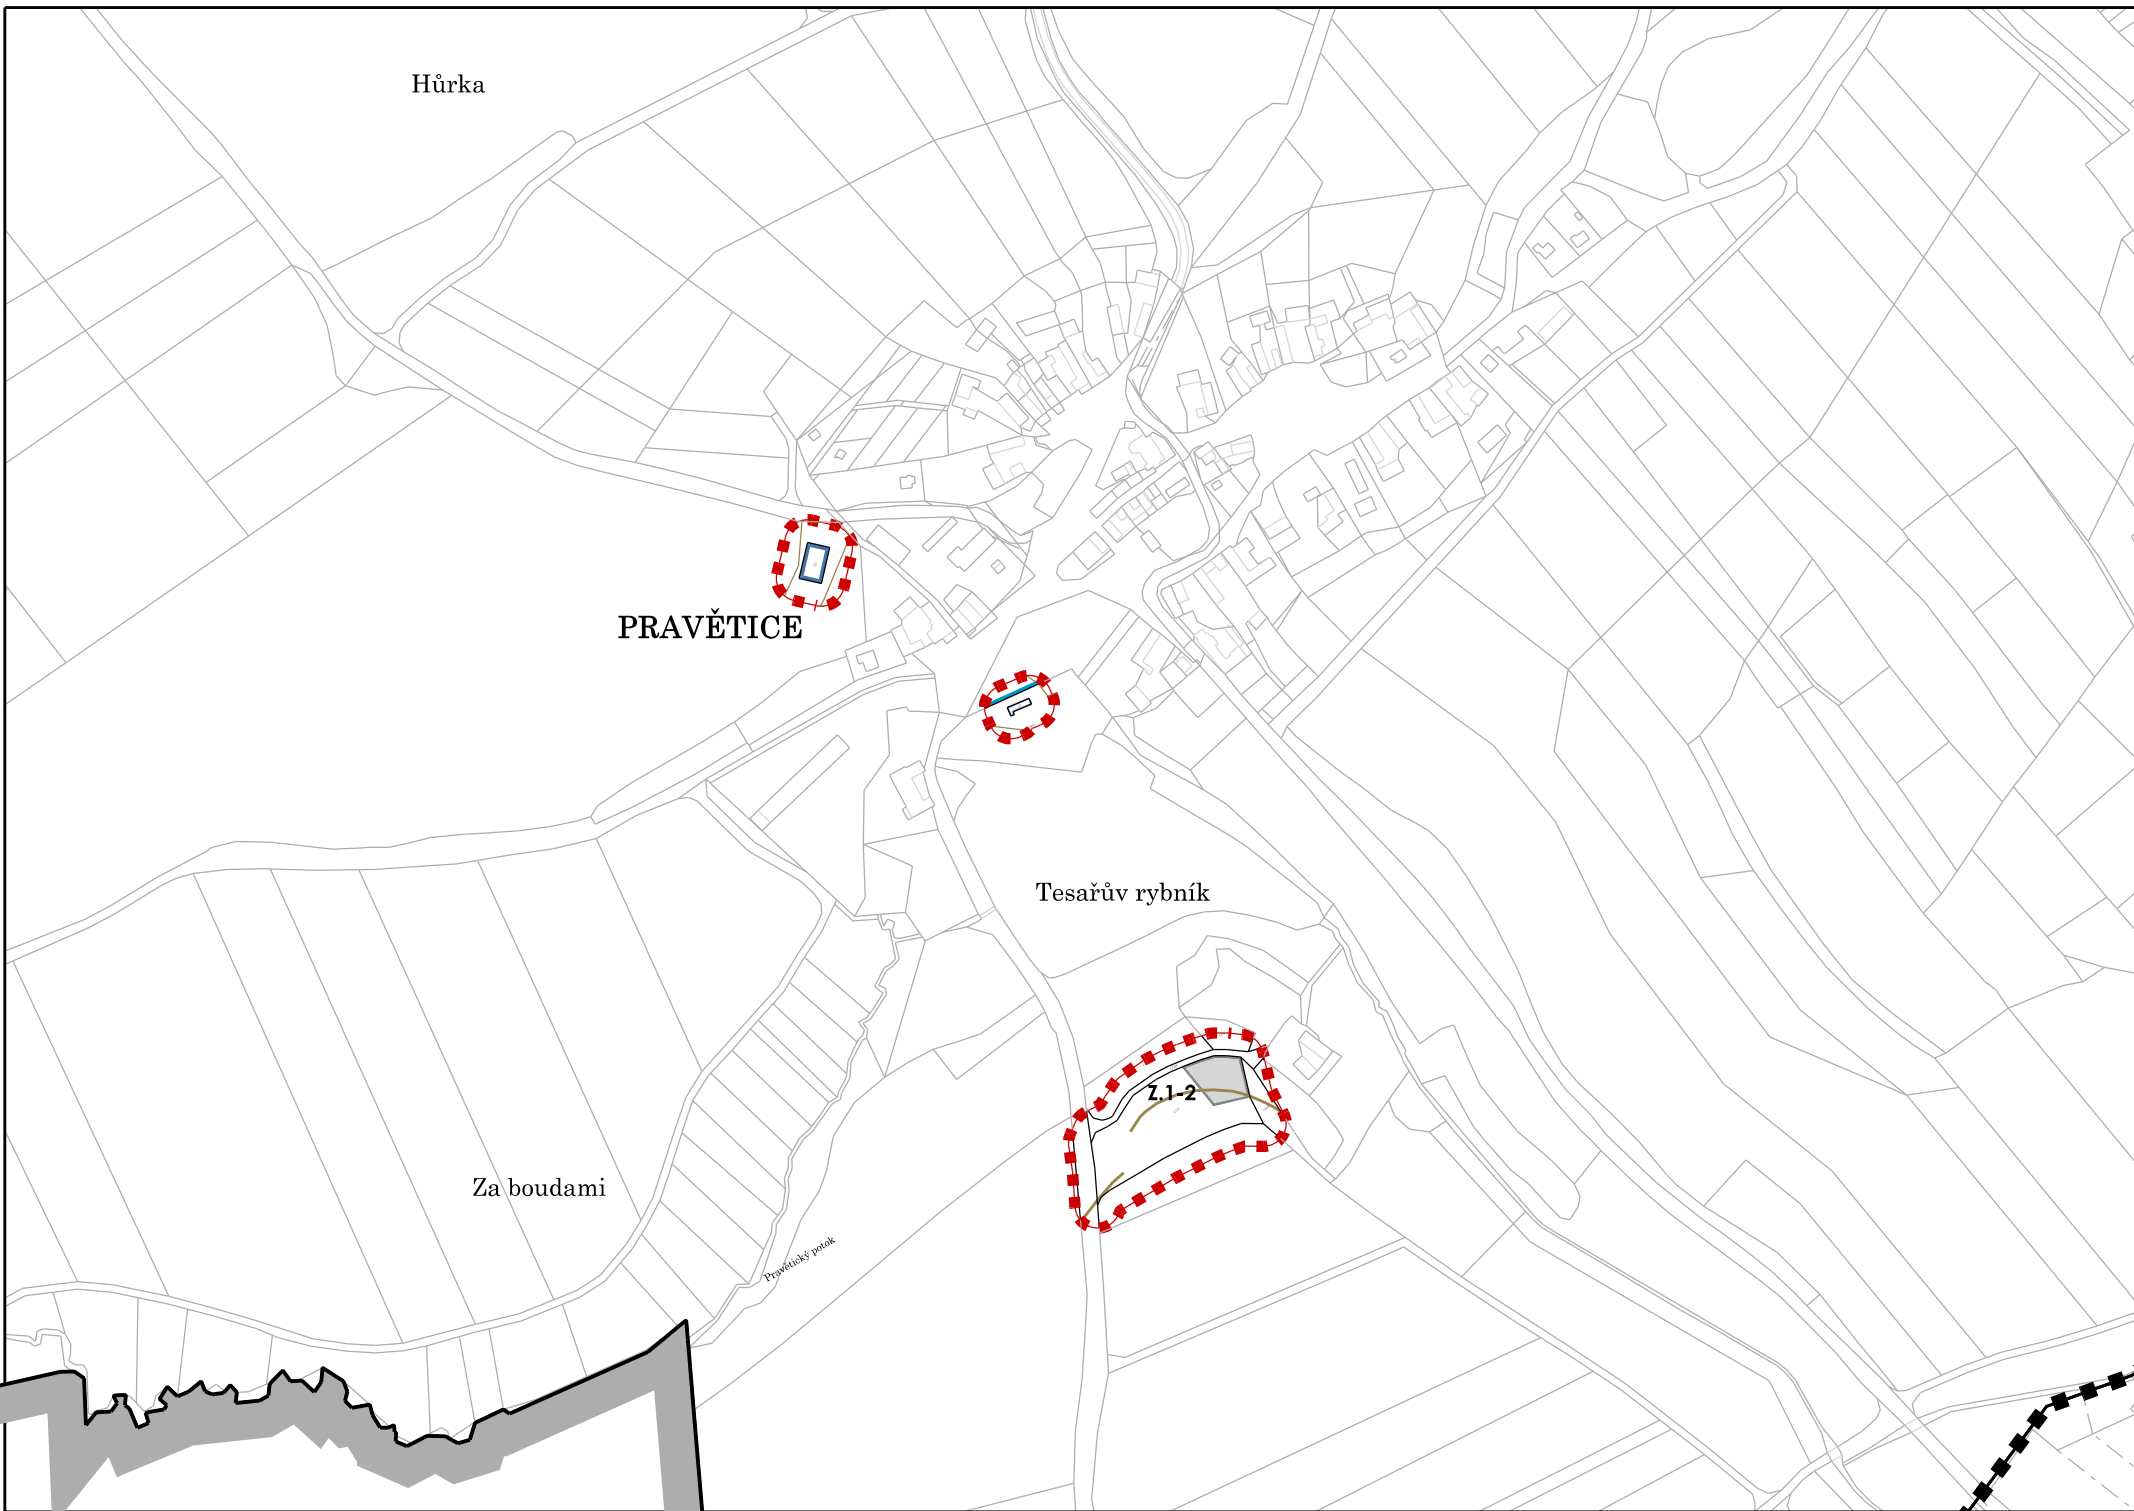 Hůrka
PRAVĚTICE
Tesařův rybník
Z.1-2
Za boudami
Pravětický potok